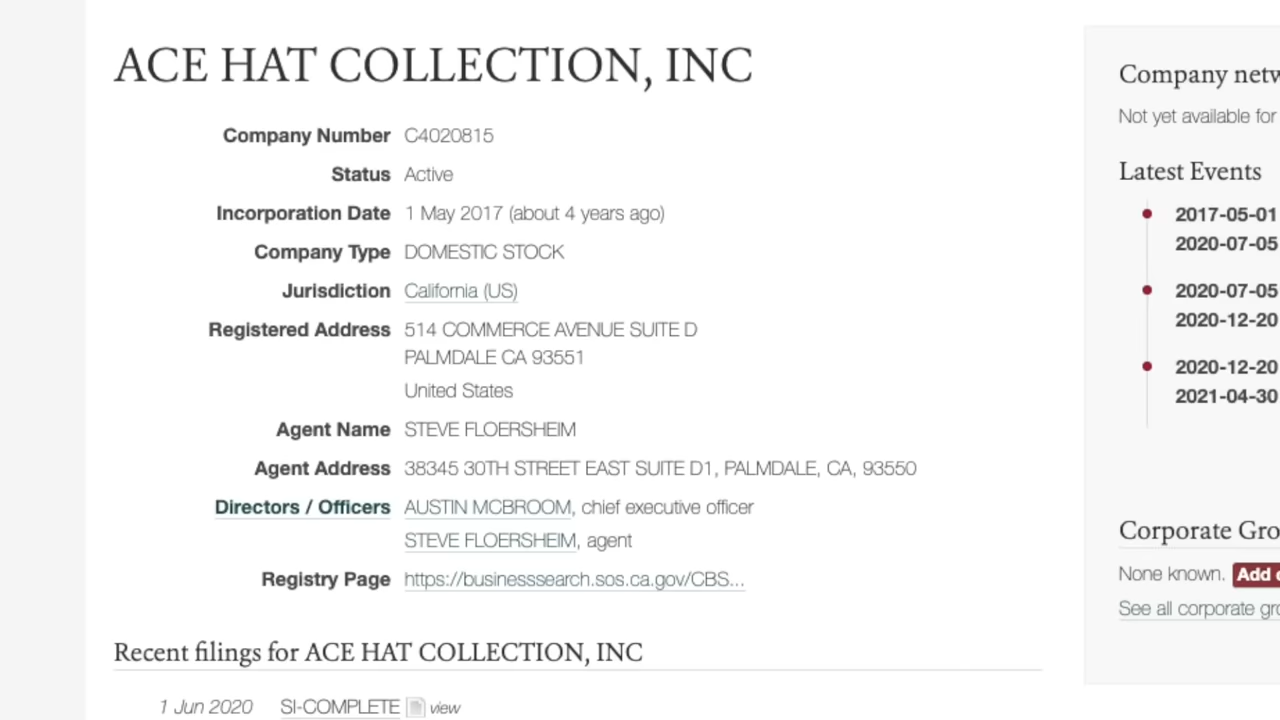 ACE HAT COLLECTION, INC
Company Number C4020815
Status Active
Incorporation Date 1 May 2017 (about 4 years ago)
Company Type DOMESTIC STOCK
Jurisdiction California (US)
Registered Address 514 COMMERCE AVENUE SUITE D
PALMDALE CA 93551
United States
Agent Name STEVE FLOERSHEIM
Agent Address 38345 30TH STREET EAST SUITE D1, PALMDALE, CA, 93550
Directors / Officers AUSTIN MCBROOM, chief executive officer
STEVE FLOERSHEIM, agent
Registry Page https://businesssearch.sos.ca.gov/CBS...
Recent filings for ACE HAT COLLECTION, INC
1 Jun 2020 SI-COMPLETE view
Company netw
Not yet available for
Latest Events
2017-05-01
2020-07-05
2020-07-05
2020-12-20
2020-12-20
2021-04-30
Corporate Gro
None known. Add
See all corporate gro